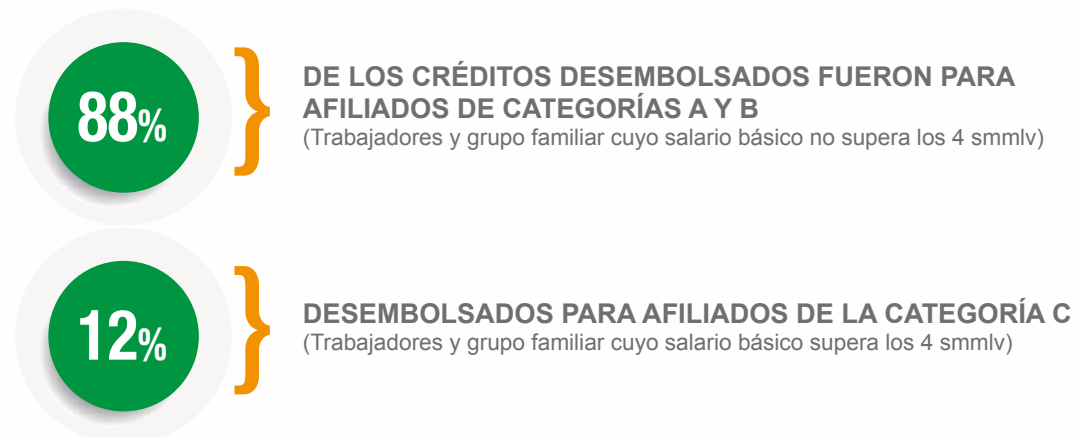 88%
DE LOS CRÉDITOS DESEMBOLSADOS FUERON PARA
AFILIADOS DE CATEGORÍAS A Y B
(Trabajadores y grupo familiar cuyo salario básico no supera los 4 smmlv)
12%
DESEMBOLSADOS PARA AFILIADOS DE LA CATEGORÍA C
(Trabajadores y grupo familiar cuyo salario básico supera los 4 smmlv)